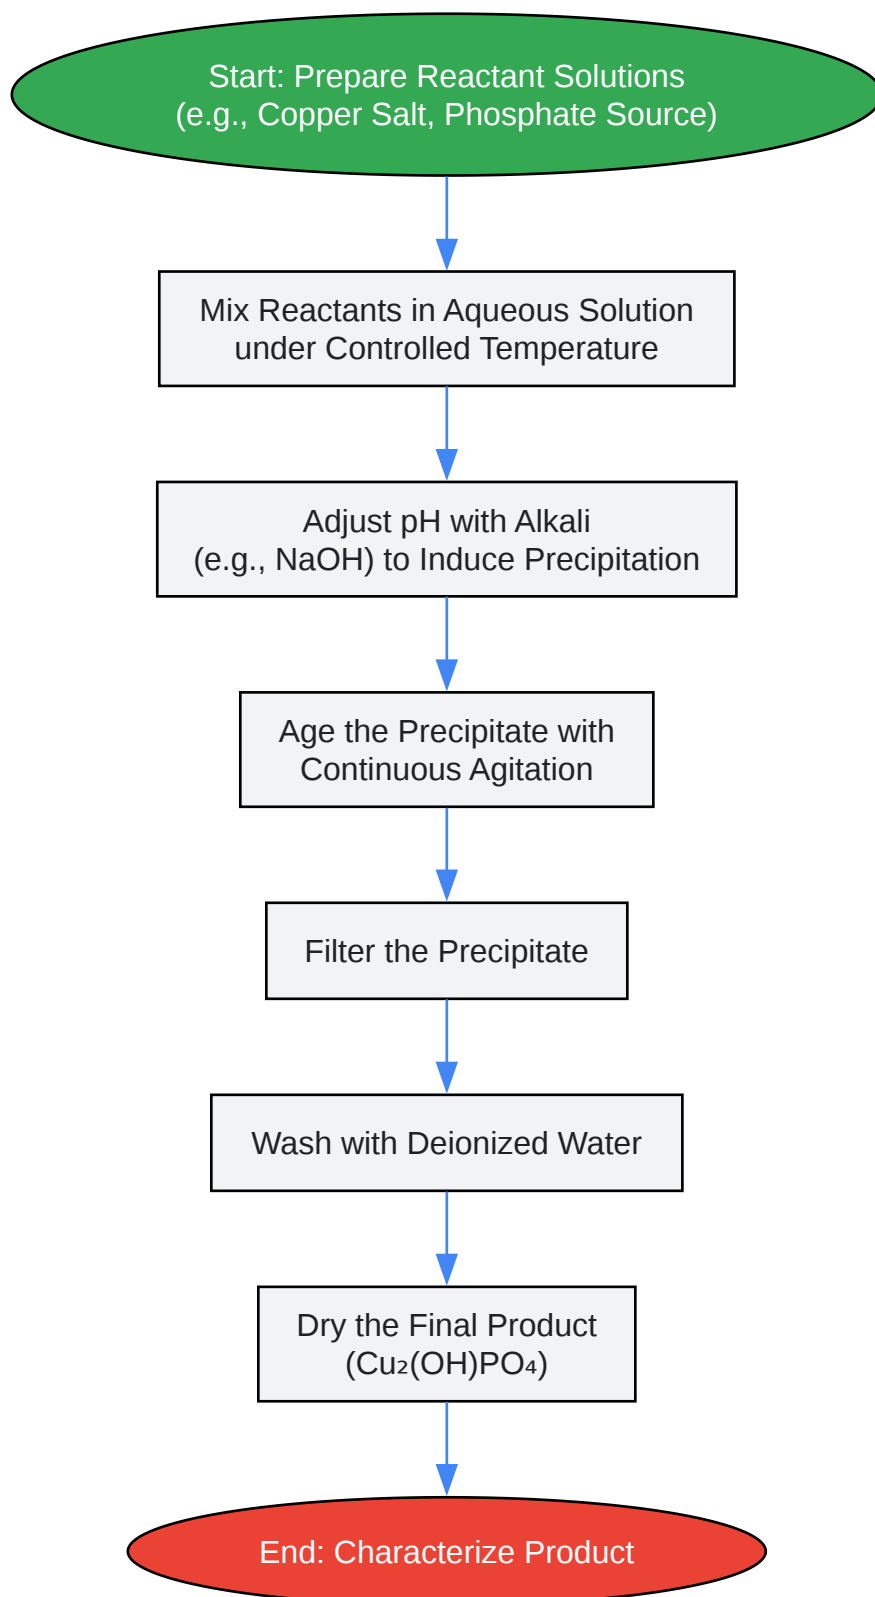 Start: Prepare Reactant Solutions
(e.g., Copper Salt, Phosphate Source)
Mix Reactants in Aqueous Solution
under Controlled Temperature
Adjust pH with Alkali
(e.g., NaOH) to Induce Precipitation
Age the Precipitate with
Continuous Agitation
Filter the Precipitate
Wash with Deionized Water
Dry the Final Product
(Cu₂(OH)PO₄)
End: Characterize Product